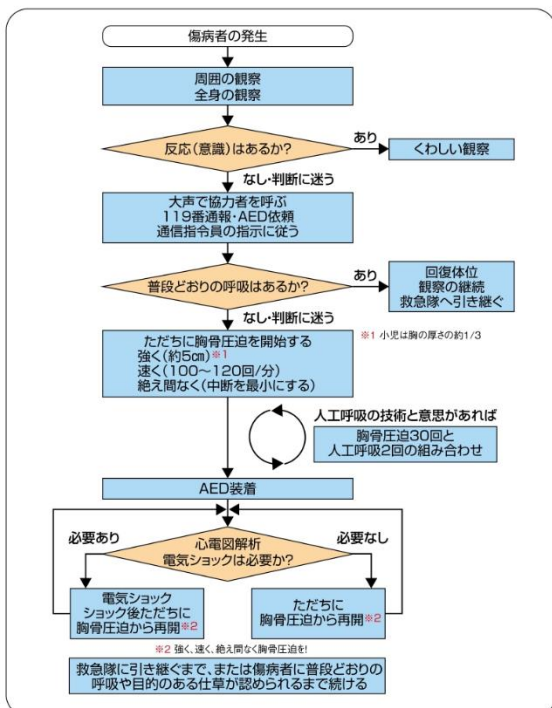 傷病者の発生
周囲の観察
全身の観察
反応(意識)はあるか?
あり
くわしい観察
なし・判断に迷う
大声で協力者を呼ぶ
119番通報・AED依頼
通信指令員の指示に従う
普段どおりの呼吸はあるか?
あり
回復体位
観察の継続
救急隊へ引き継ぐ
なし・判断に迷う
ただちに胸骨圧迫を開始する
強く(約5㎝)※1
速く(100〜120回/分)
絶え間なく(中断を最小にする)
※1 小児は胸の厚さの約1/3
人工呼吸の技術と意思があれば
胸骨圧迫30回と
人工呼吸2回の組み合わせ
AED装着
心電図解析
電気ショックは必要か?
必要あり
必要なし
電気ショック
ショック後ただちに
胸骨圧迫から再開※2
ただちに
胸骨圧迫から再開※2
※2 強く、速く、絶え間なく胸骨圧迫を!
救急隊に引き継ぐまで、または傷病者に普段どおりの
呼吸や目的のある仕草が認められるまで続ける